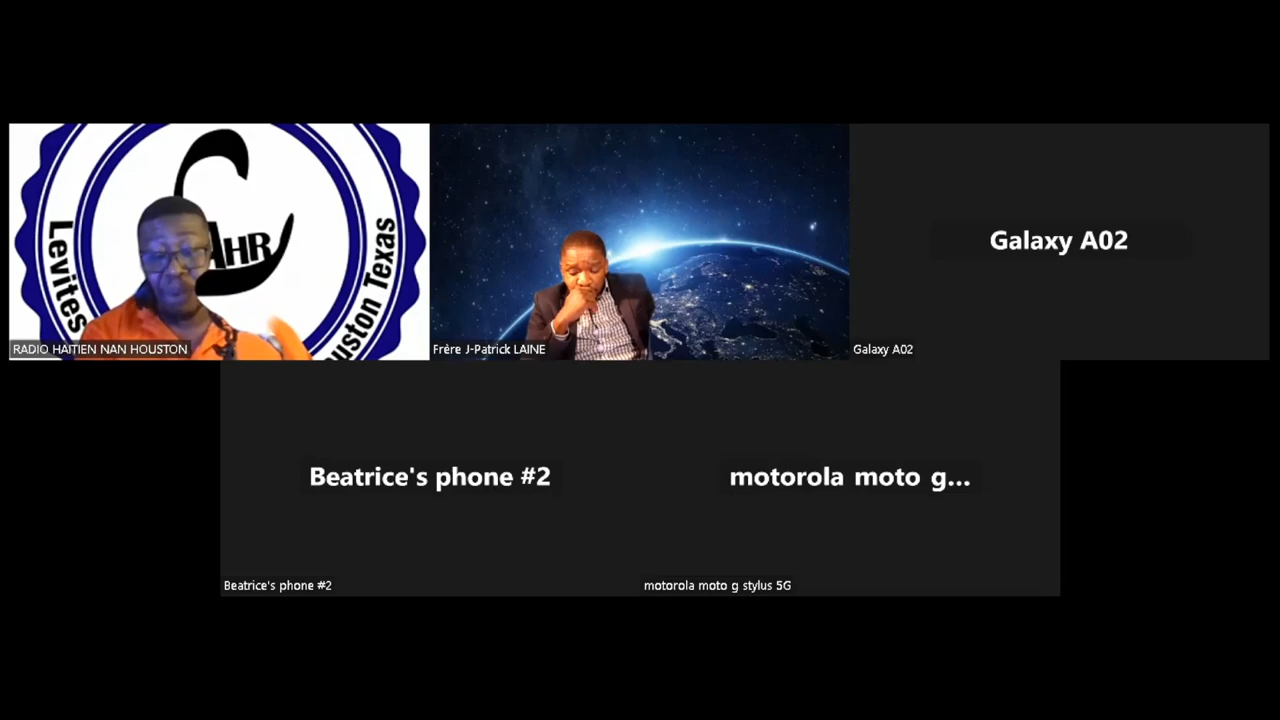 Levites
AHR
uston Texas
RADIO HAITIEN NAN HOUSTON
Frère J-Patrick LAINE
Galaxy A02
Galaxy A02
Beatrice's phone #2
motorola moto g...
Beatrice's phone #2
motorola moto g stylus 5G